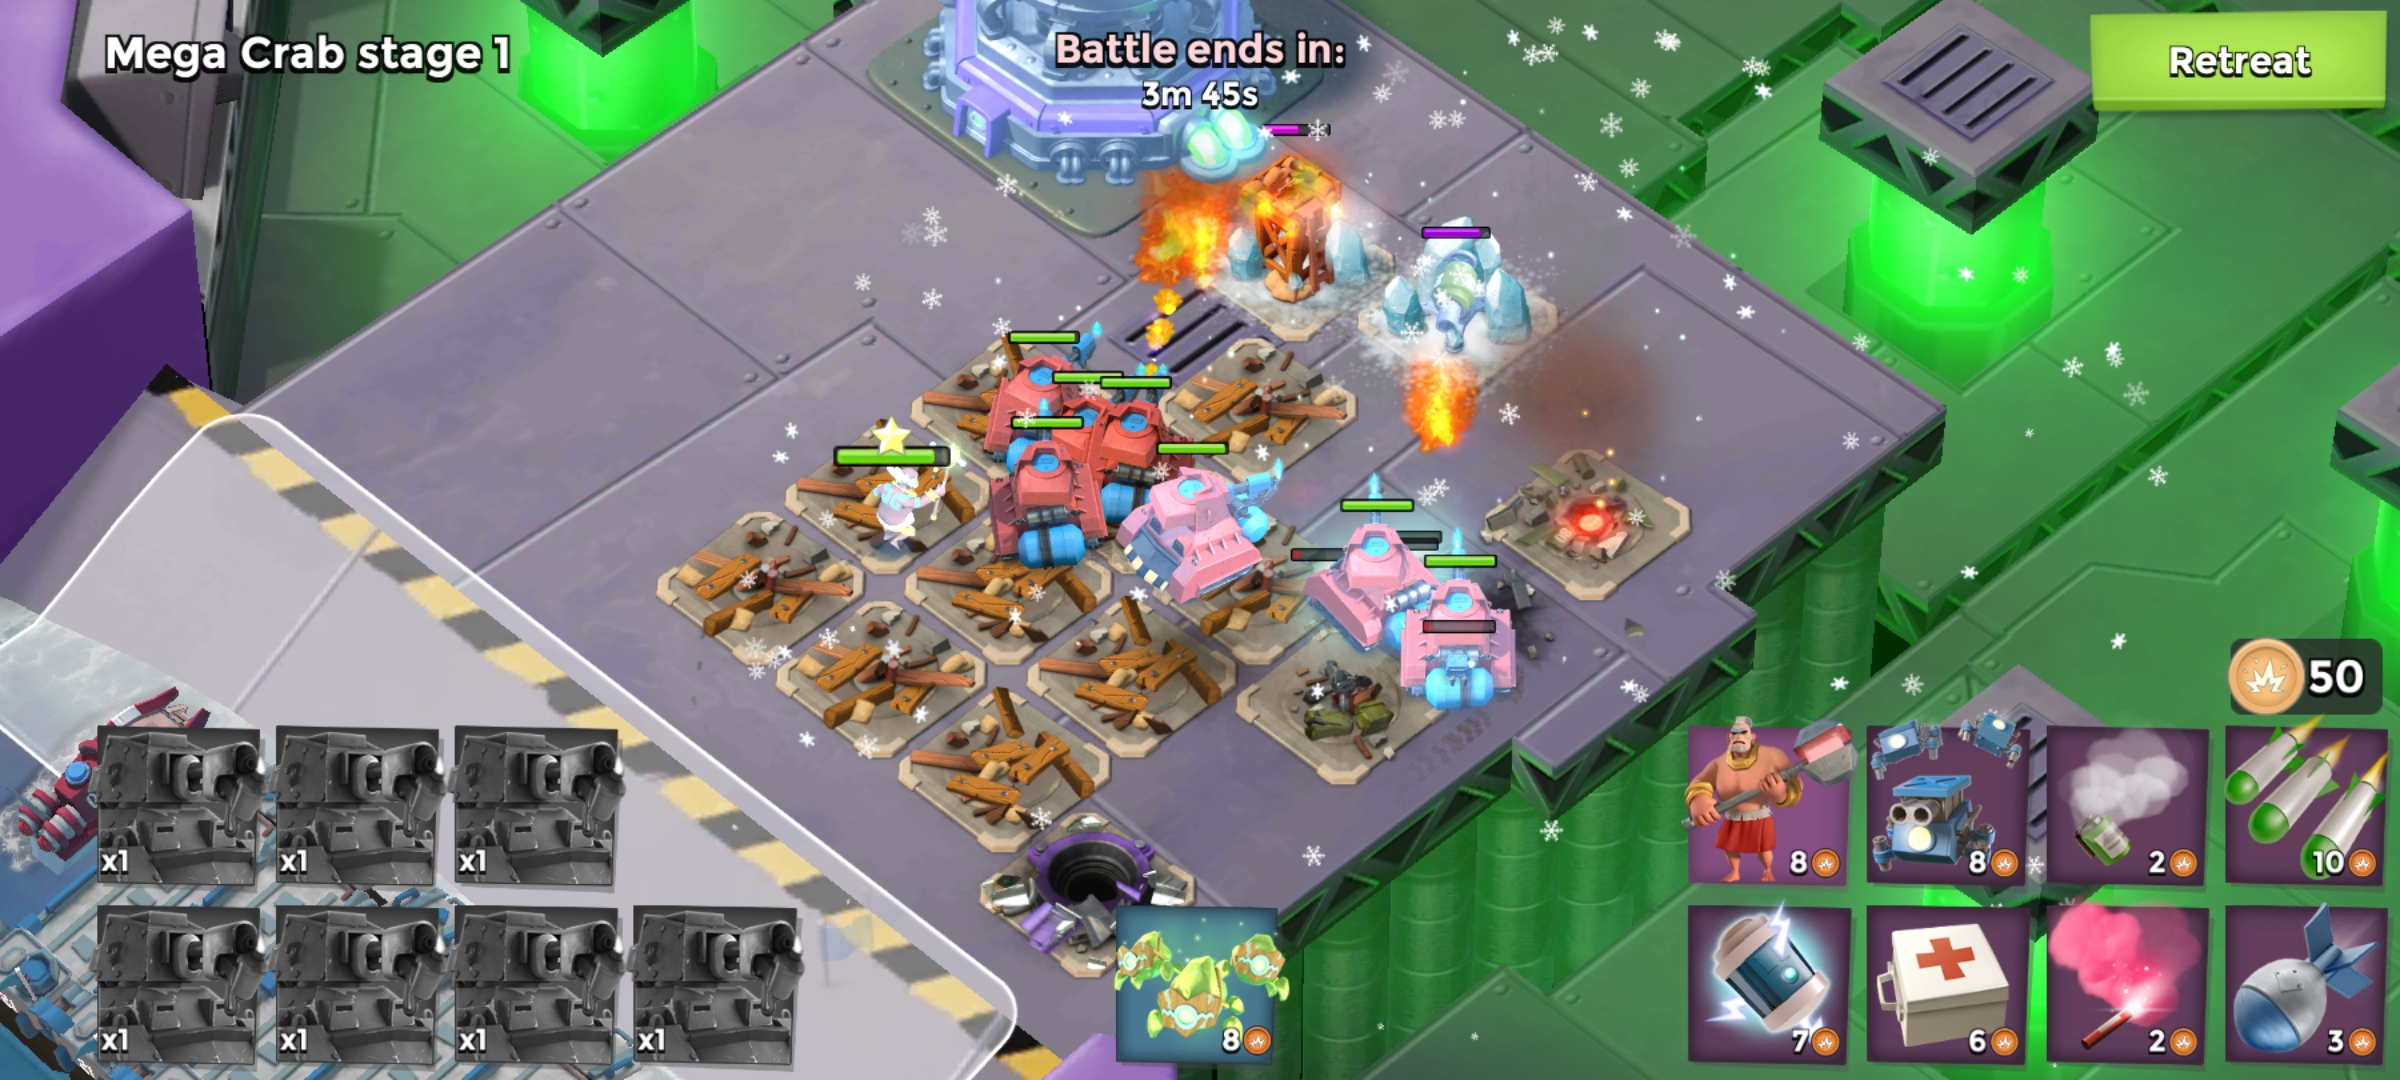 Mega Crab stage 1
Battle ends in:
3m 45s
Retreat
50
x1
x1
x1
8
8
2
10
x1
x1
x1
x1
8
7
6
2
3